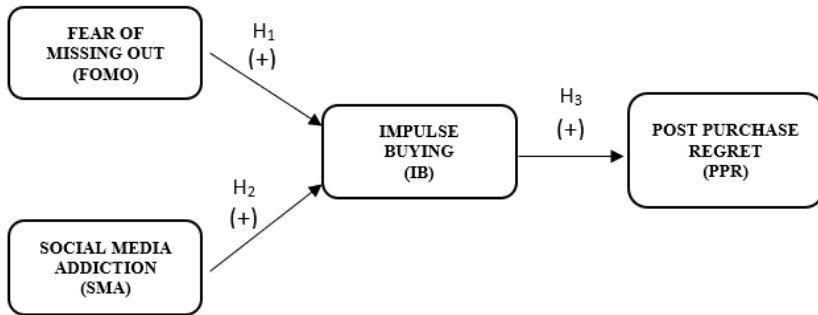 FEAR OF
MISSING OUT
(FOMO)
H₁
(+)
IMPULSE
BUYING
(IB)
H₃
(+)
POST PURCHASE
REGRET
(PPR)
H₂
(+)
SOCIAL MEDIA
ADDICTION
(SMA)